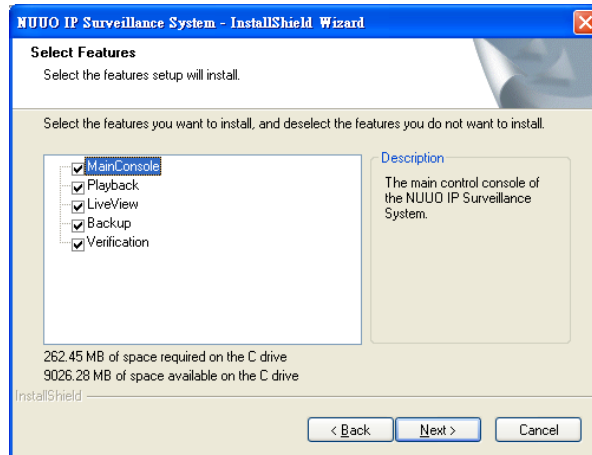 NUUO IP Surveillance System - InstallShield Wizard
Select Features
Select the features setup will install.
Select the features you want to install, and deselect the features you do not want to install.
MainConsole
Playback
LiveView
Backup
Verification
Description
The main control console of
the NUUO IP Surveillance
System.
262.45 MB of space required on the C drive
9026.28 MB of space available on the C drive
InstallShield
< Back
Next >
Cancel